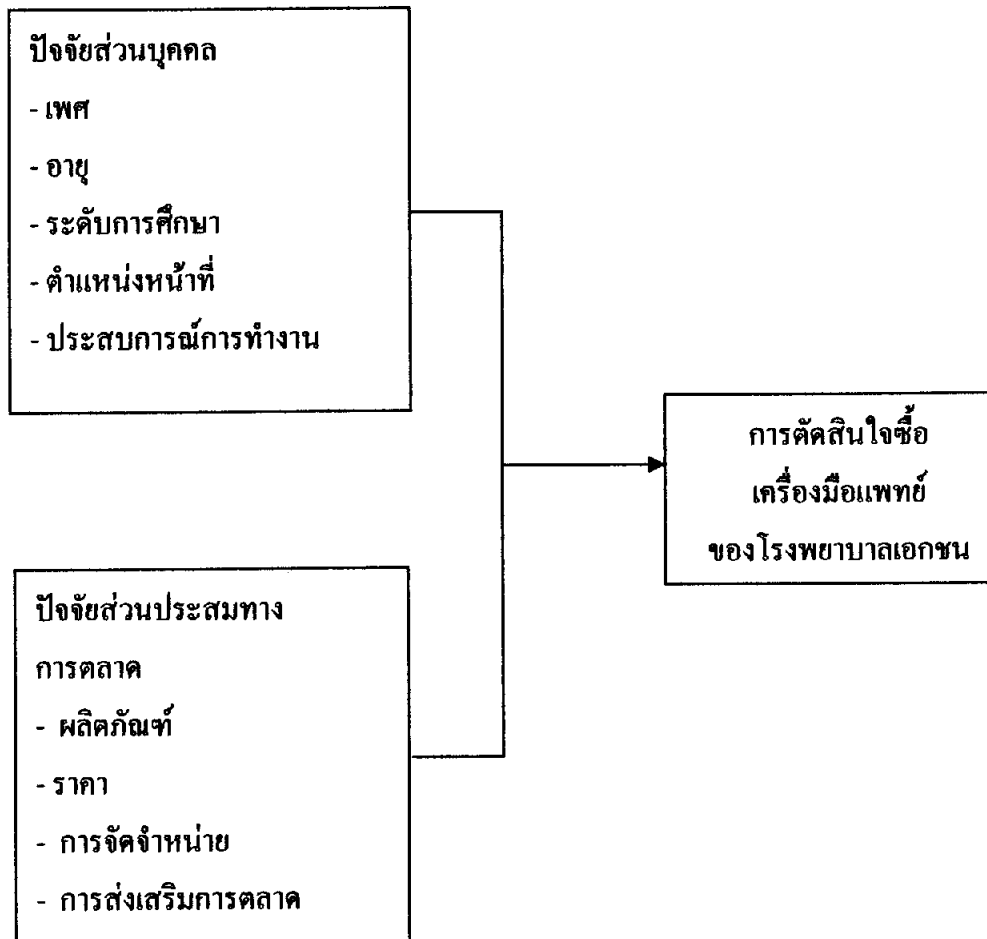 ปัจจัยส่วนบุคคล
- เพศ
- อายุ
- ระดับการศึกษา
- ตำแหน่งหน้าที่
- ประสบการณ์การทำงาน
การตัดสินใจซื้อ
เครื่องมือแพทย์
ของโรงพยาบาลเอกชน
ปัจจัยส่วนประสมทาง
การตลาด
- ผลิตภัณฑ์
- ราคา
- การจัดจำหน่าย
- การส่งเสริมการตลาด